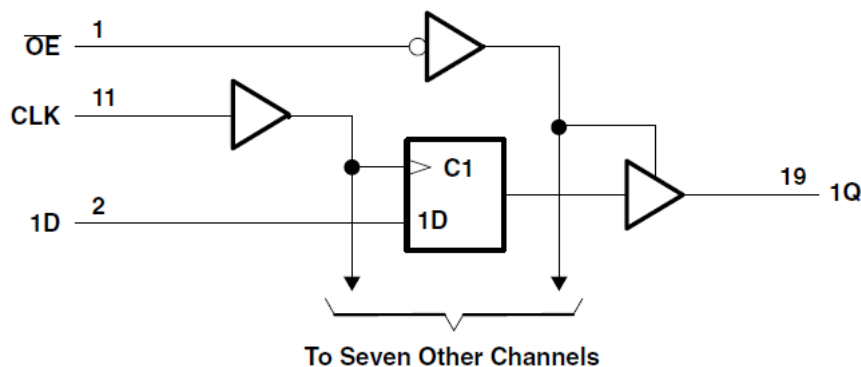 OE
1
CLK
11
C1
1D
2
1D
19
1Q
To Seven Other Channels